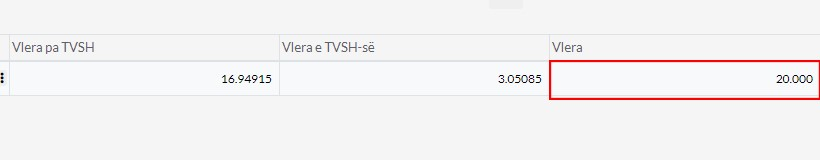 Vlera pa TVSH Vlera e TVSH-së Vlera
16.94915 3.05085 20.000